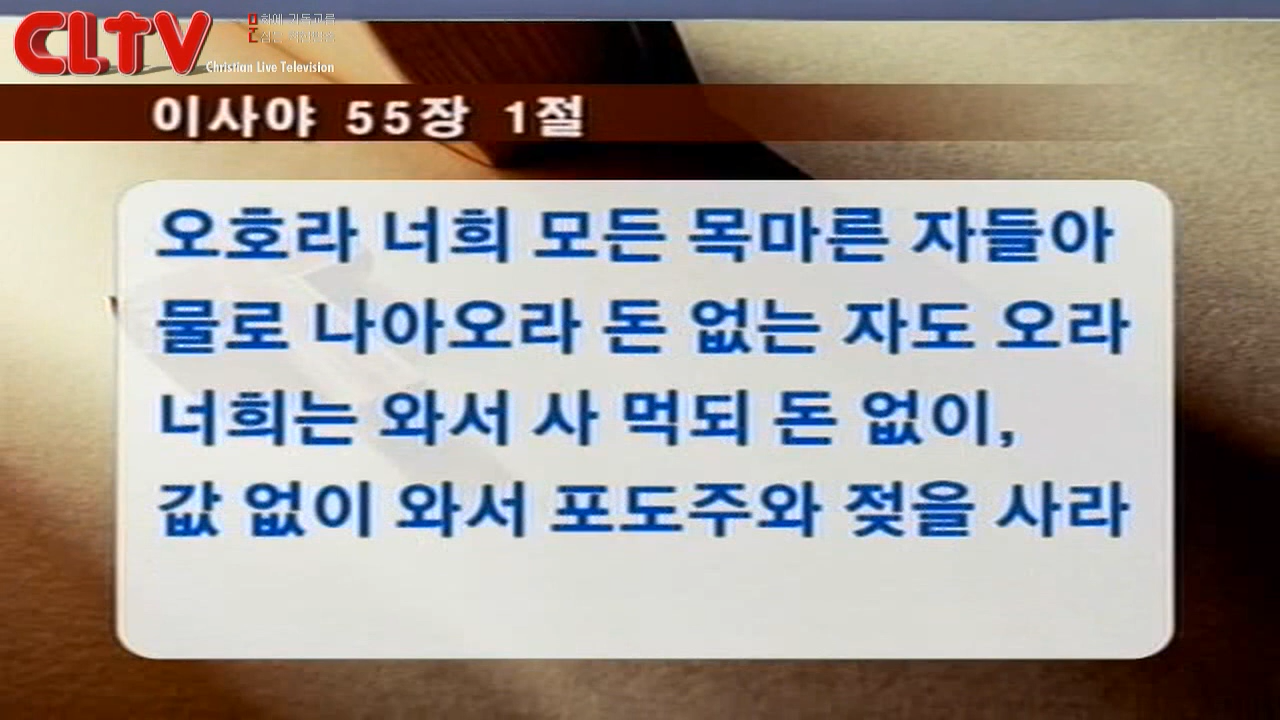 CLTV
Christian Live Television
이사야 55장 1절
오호라 너희 모든 목마른 자들아
물로 나아오라 돈 없는 자도 오라
너희는 와서 사 먹되 돈 없이,
값 없이 와서 포도주와 젖을 사라